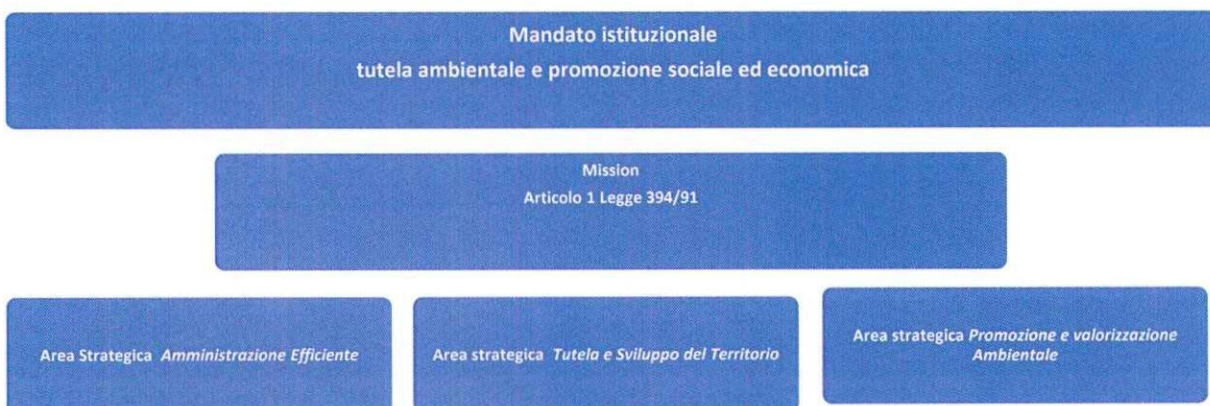 Mandato istituzionale
tutela ambientale e promozione sociale ed economica
Mission
Articolo 1 Legge 394/91
Area Strategica Amministrazione Efficiente
Area strategica Tutela e Sviluppo del Territorio
Area strategica Promozione e valorizzazione
Ambientale